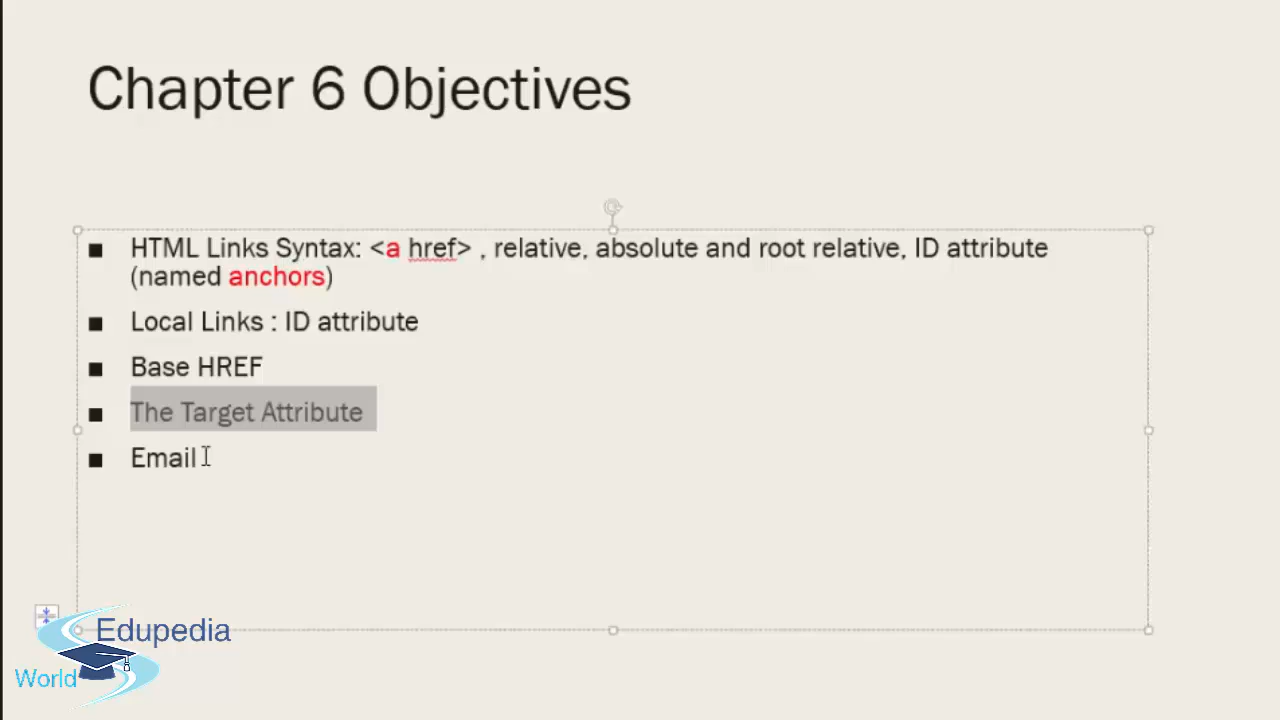 Chapter 6 Objectives
■ HTML Links Syntax: <a href> , relative, absolute and root relative, ID attribute
(named anchors)
■ Local Links : ID attribute
■ Base HREF
■ The Target Attribute
■ Email
Edupedia
World